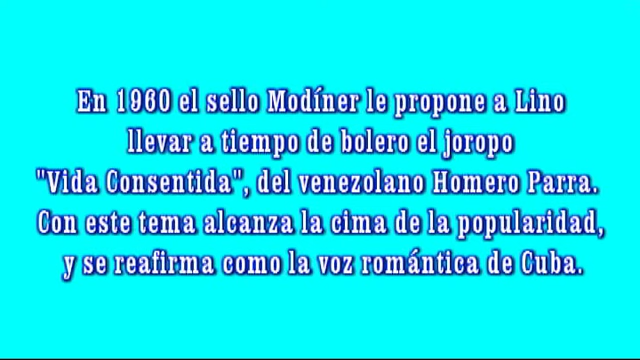 En 1960 el sello Modíner le propone a Lino
llevar a tiempo de bolero el joropo
"Vida Consentida", del venezolano Homero Parra.
Con este tema alcanza la cima de la popularidad,
y se reafirma como la voz romántica de Cuba.